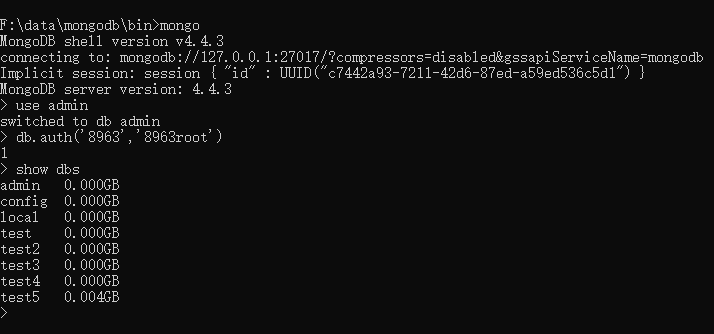 F:\data\mongodb\bin>mongo
MongoDB shell version v4.4.3
connecting to: mongodb://127.0.0.1:27017/?compressors=disabled&gssapiServiceName=mongodb
Implicit session: session { "id" : UUID("c7442a93-7211-42d6-87ed-a59ed536c5d1") }
MongoDB server version: 4.4.3
> use admin
switched to db admin
> db.auth('8963','8963root')
1
> show dbs
admin   0.000GB
config  0.000GB
local   0.000GB
test    0.000GB
test2   0.000GB
test3   0.000GB
test4   0.000GB
test5   0.004GB
>